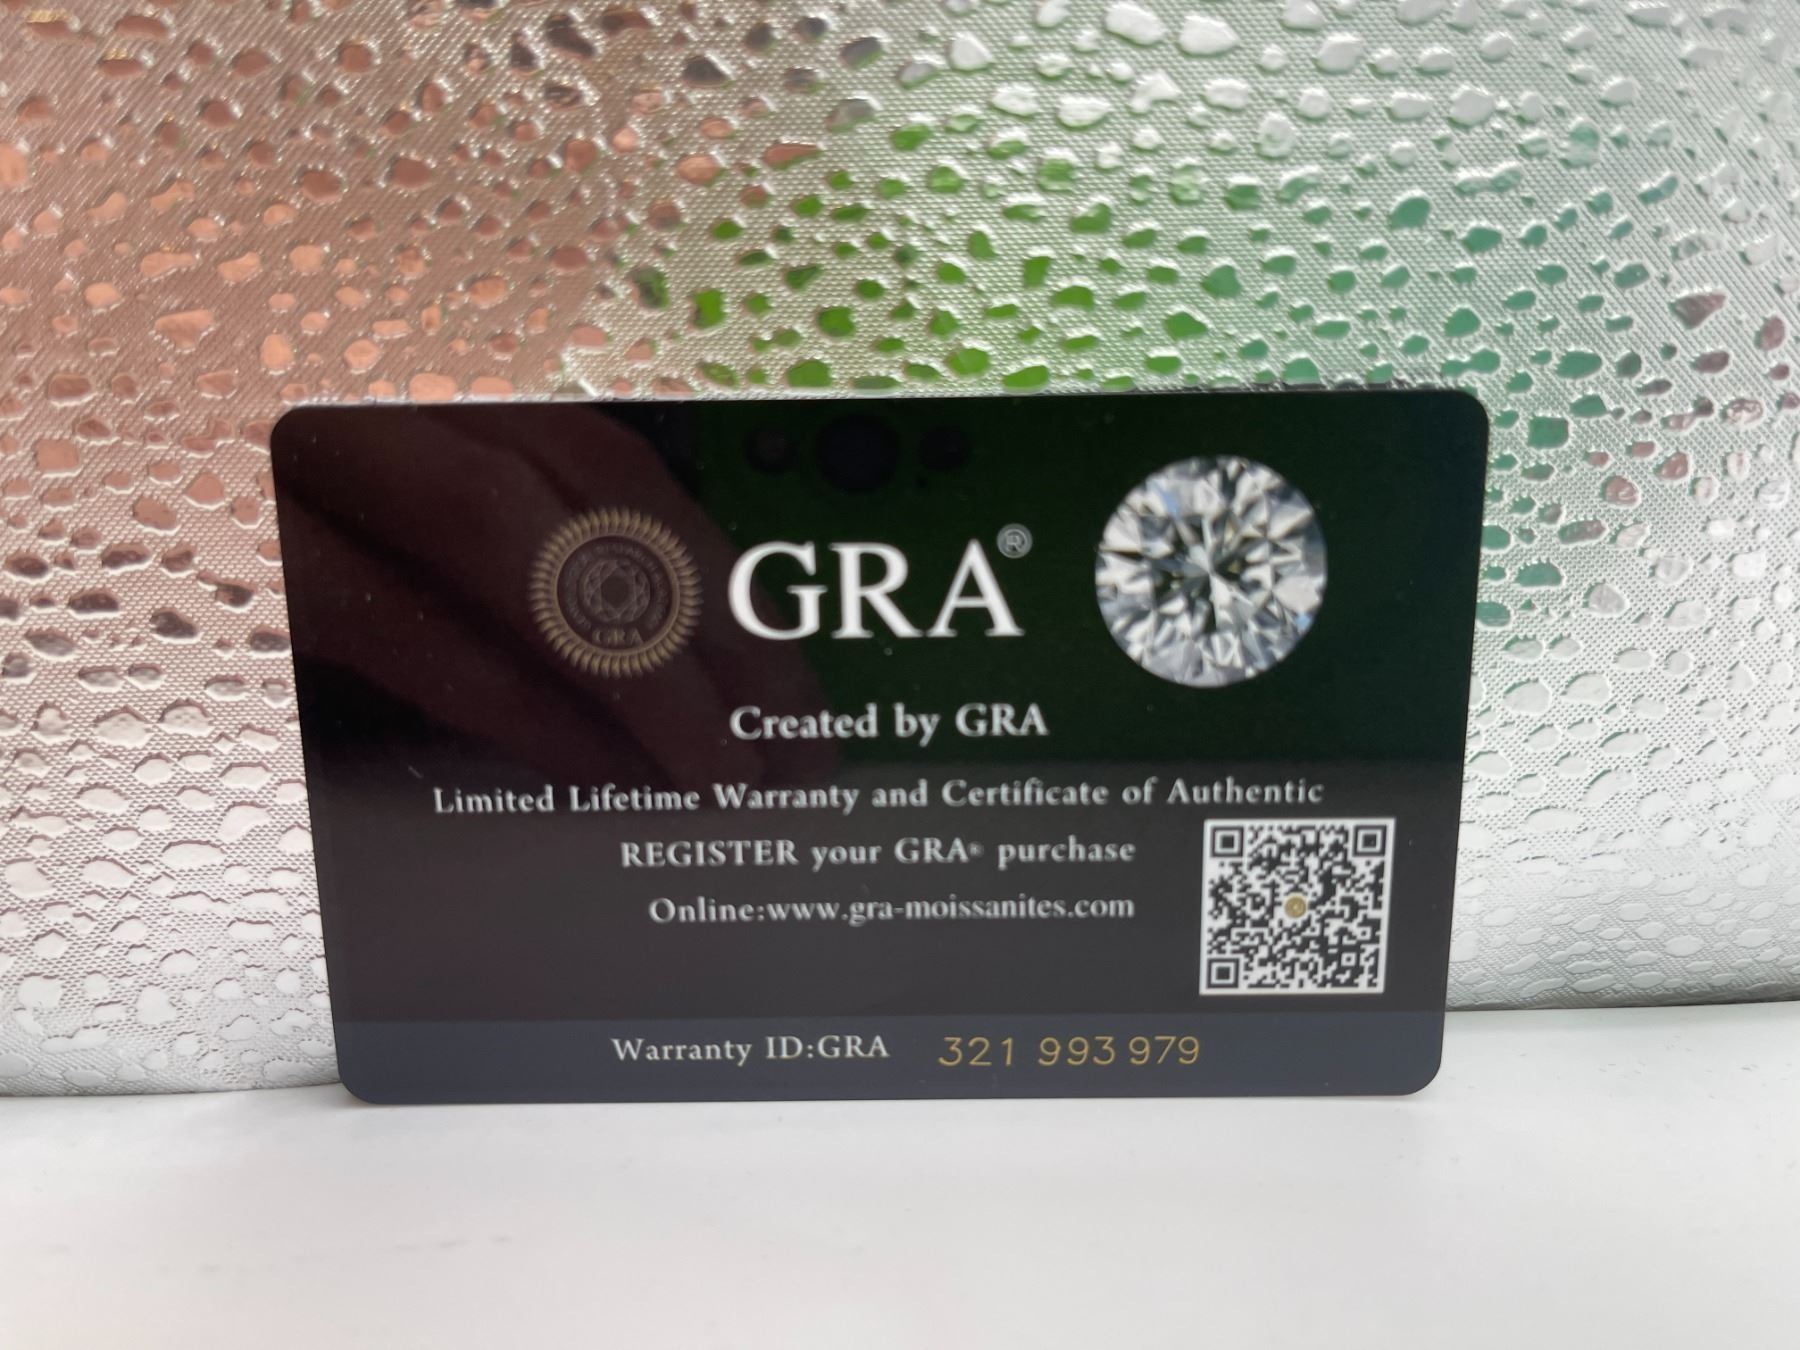 GRA®
GRA
Created by GRA
Limited Lifetime Warranty and Certificate of Authentic
REGISTER your GRA® purchase
Online:www.gra-moissanites.com
Warranty ID:GRA 321 993 979